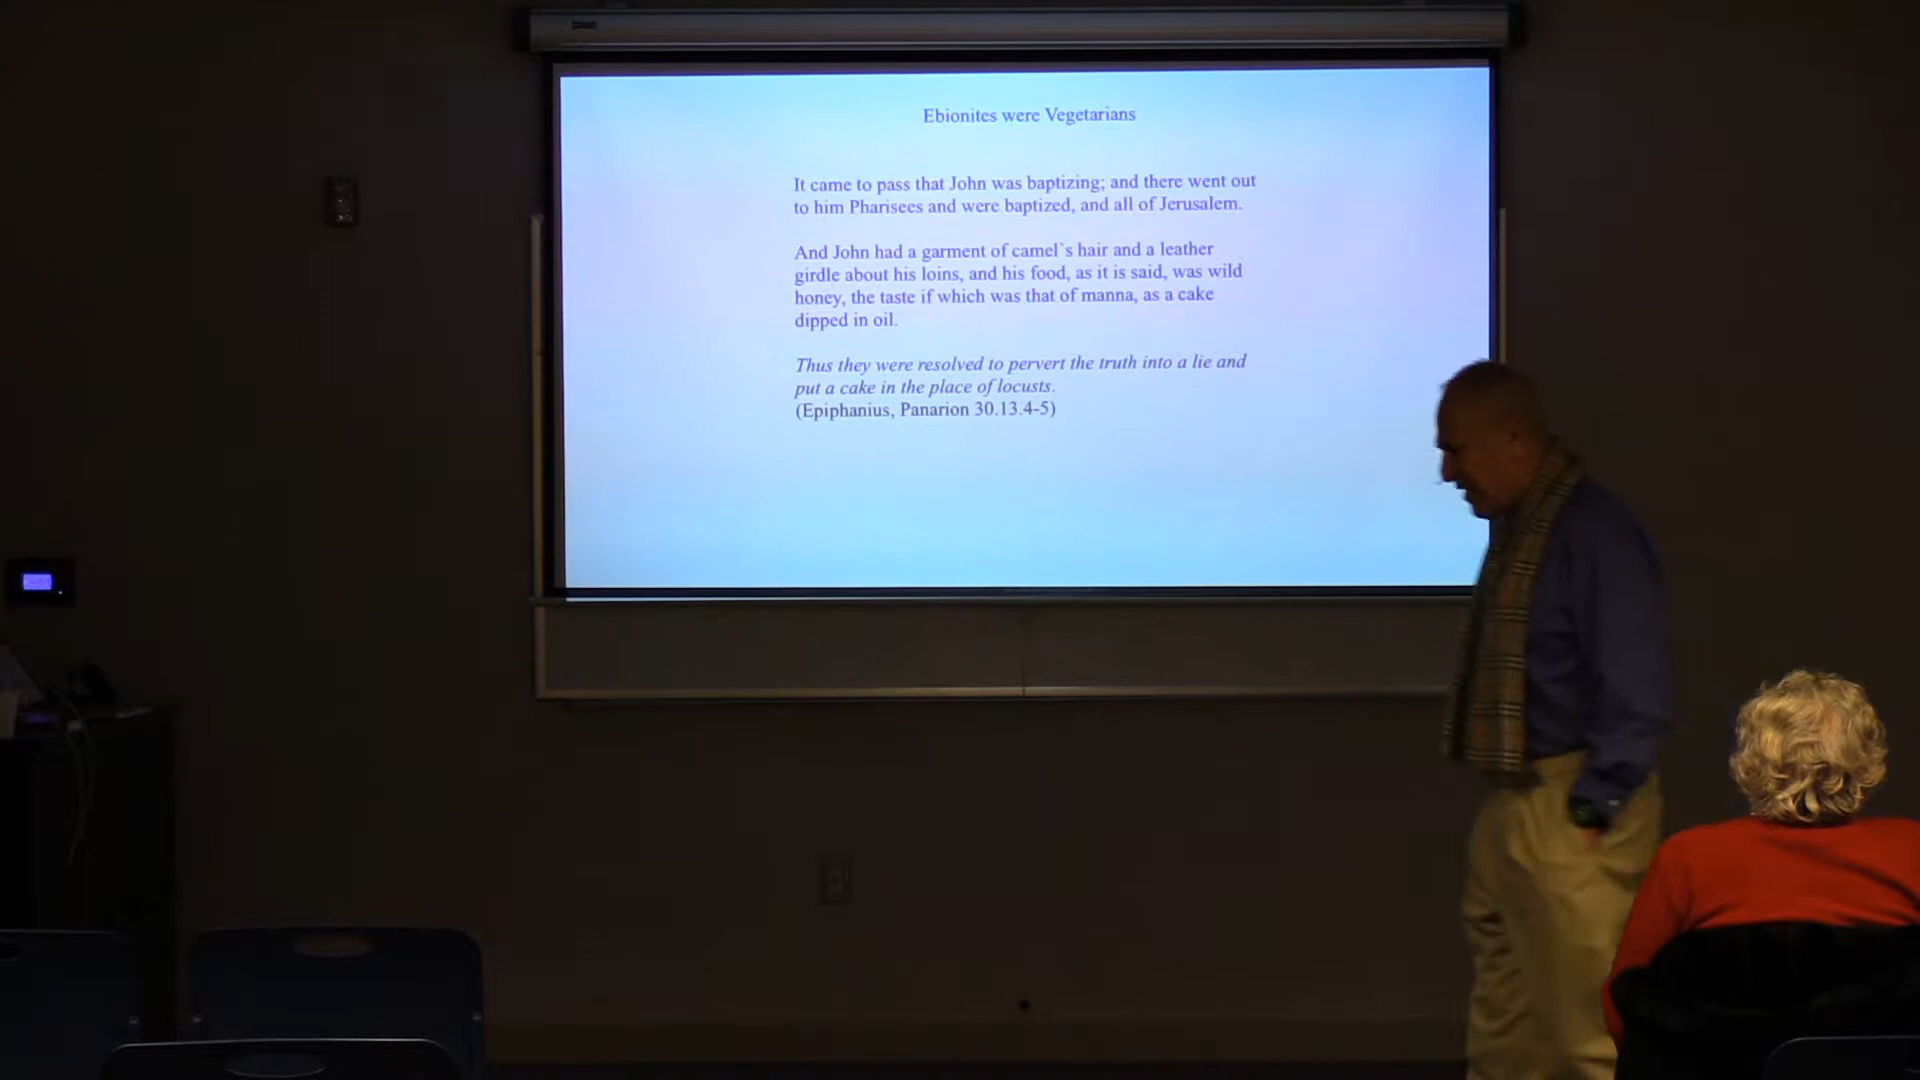 Ebionites were Vegetarians
It came to pass that John was baptizing; and there went out
to him Pharisees and were baptized, and all of Jerusalem.
And John had a garment of camel`s hair and a leather
girdle about his loins, and his food, as it is said, was wild
honey, the taste if which was that of manna, as a cake
dipped in oil.
Thus they were resolved to pervert the truth into a lie and
put a cake in the place of locusts.
(Epiphanius, Panarion 30.13.4-5)